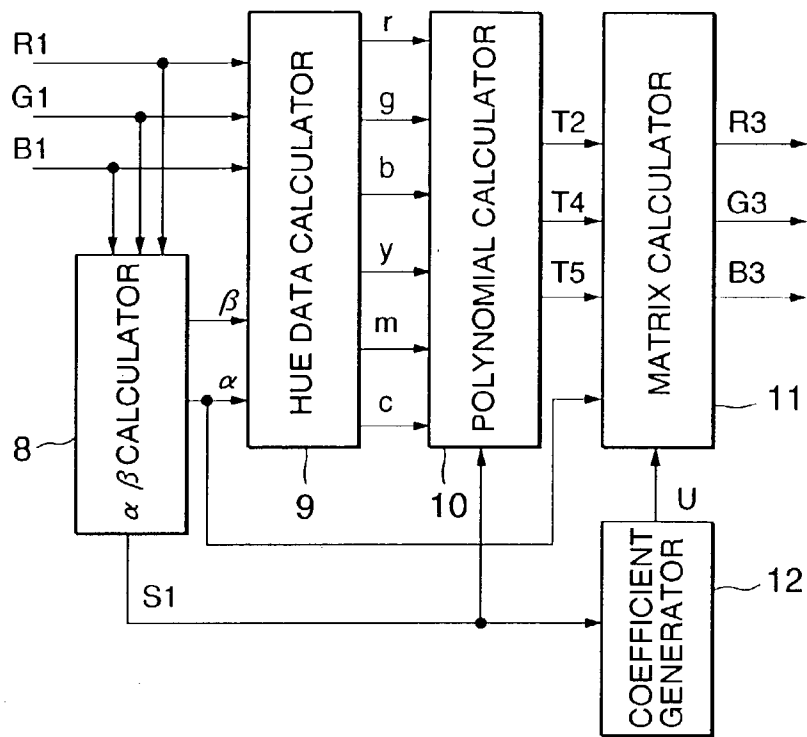 R1
G1
B1
α β CALCULATOR
8
β
α
S1
HUE DATA CALCULATOR
9
r
g
b
y
m
c
POLYNOMIAL CALCULATOR
10
T2
T4
T5
MATRIX CALCULATOR
11
R3
G3
B3
U
COEFFICIENT
GENERATOR
12